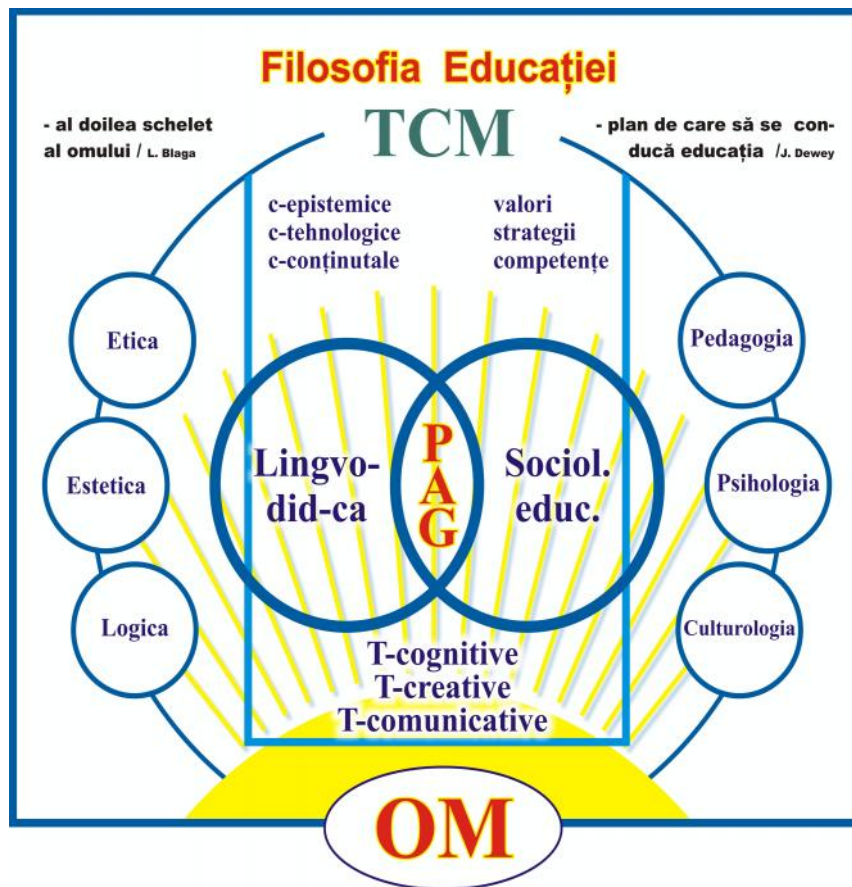 Filosofia Educației
- al doilea schelet
al omului / L. Blaga
TCM
- plan de care să se con-
ducă educația /J. Dewey
c-epistemice
c-tehnologice
c-conținutale
valori
strategii
competențe
Etica
Estetica
Logica
Lingvo-
did-ca
PAG
Sociol.
educ.
Pedagogia
Psihologia
Culturologia
T-cognitive
T-creative
T-comunicative
OM